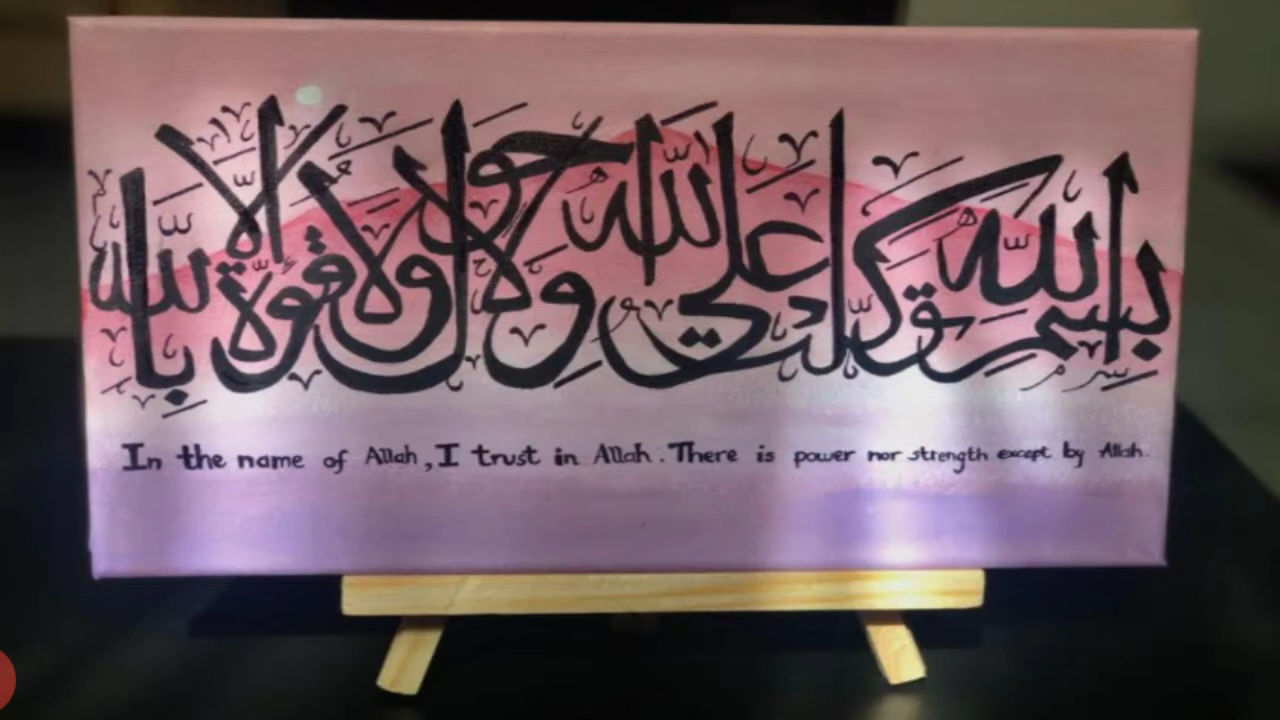 بسم الله توكلت على الله ولا حول ولا قوة الا بالله
In the name of Allah, I trust in Allah. There is power nor strength except by Allah.